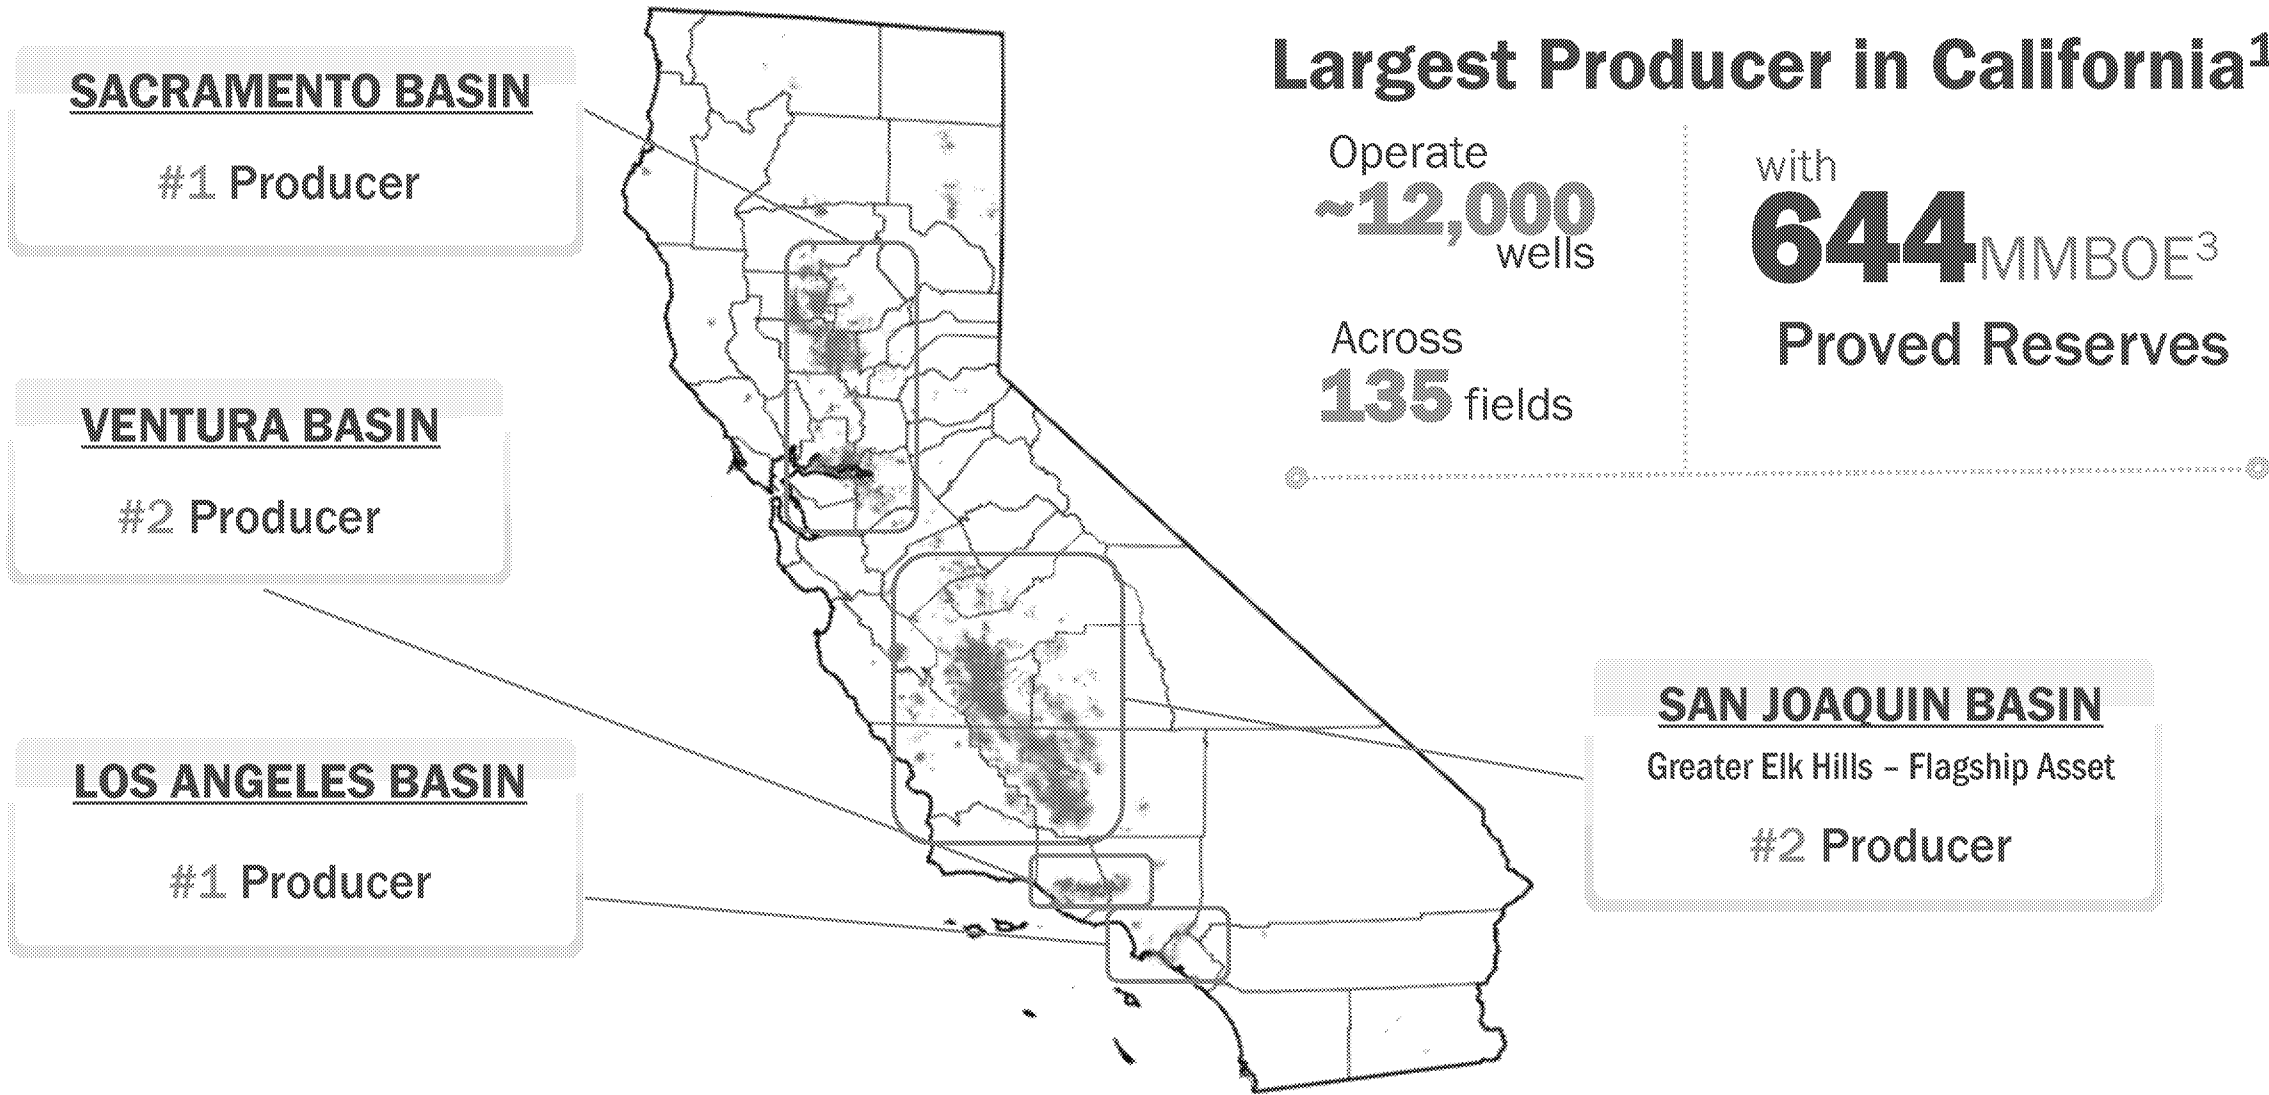 Largest Producer in California¹
SACRAMENTO BASIN
#1 Producer
Operate
~12,000
wells
with
644MMBOE³
Proved Reserves
Across
135 fields
VENTURA BASIN
#2 Producer
LOS ANGELES BASIN
#1 Producer
SAN JOAQUIN BASIN
Greater Elk Hills – Flagship Asset
#2 Producer